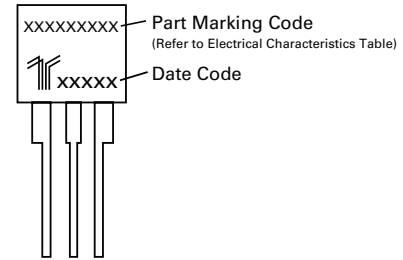 XXXXXXXXX
Part Marking Code
(Refer to Electrical Characteristics Table)
XXXXX
Date Code